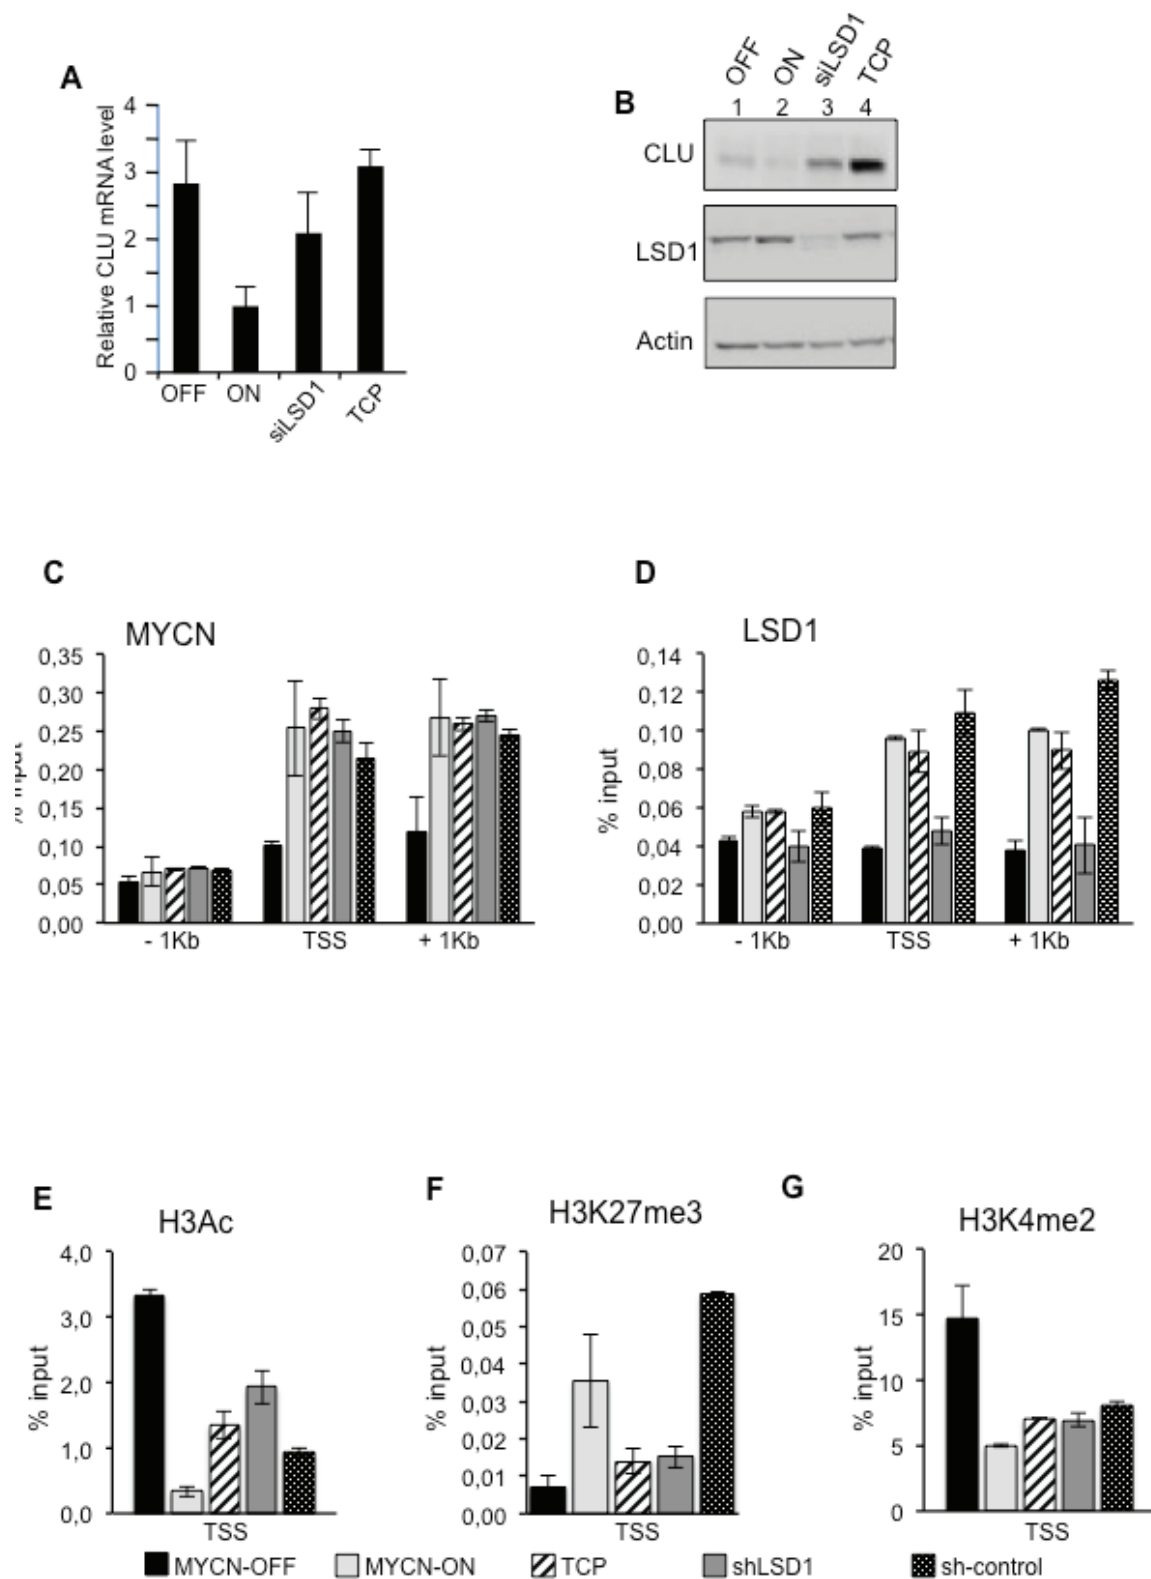 A
Relative CLU mRNA level
4
3
2
1
0
OFF ON siLSD1 TCP
B
OFF ON siLSD1 TCP
1 2 3 4
CLU
LSD1
Actin
C
MYCN
% input
0,35
0,30
0,25
0,20
0,15
0,10
0,05
0,00
- 1Kb TSS + 1Kb
D
LSD1
% input
0,14
0,12
0,10
0,08
0,06
0,04
0,02
0,00
- 1Kb TSS + 1Kb
E
H3Ac
% input
4,0
3,0
2,0
1,0
0,0
TSS
F
H3K27me3
% input
0,07
0,06
0,05
0,04
0,03
0,02
0,01
0,00
TSS
G
H3K4me2
% input
20
15
10
5
0
TSS
MYCN-OFF MYCN-ON TCP shLSD1 sh-control